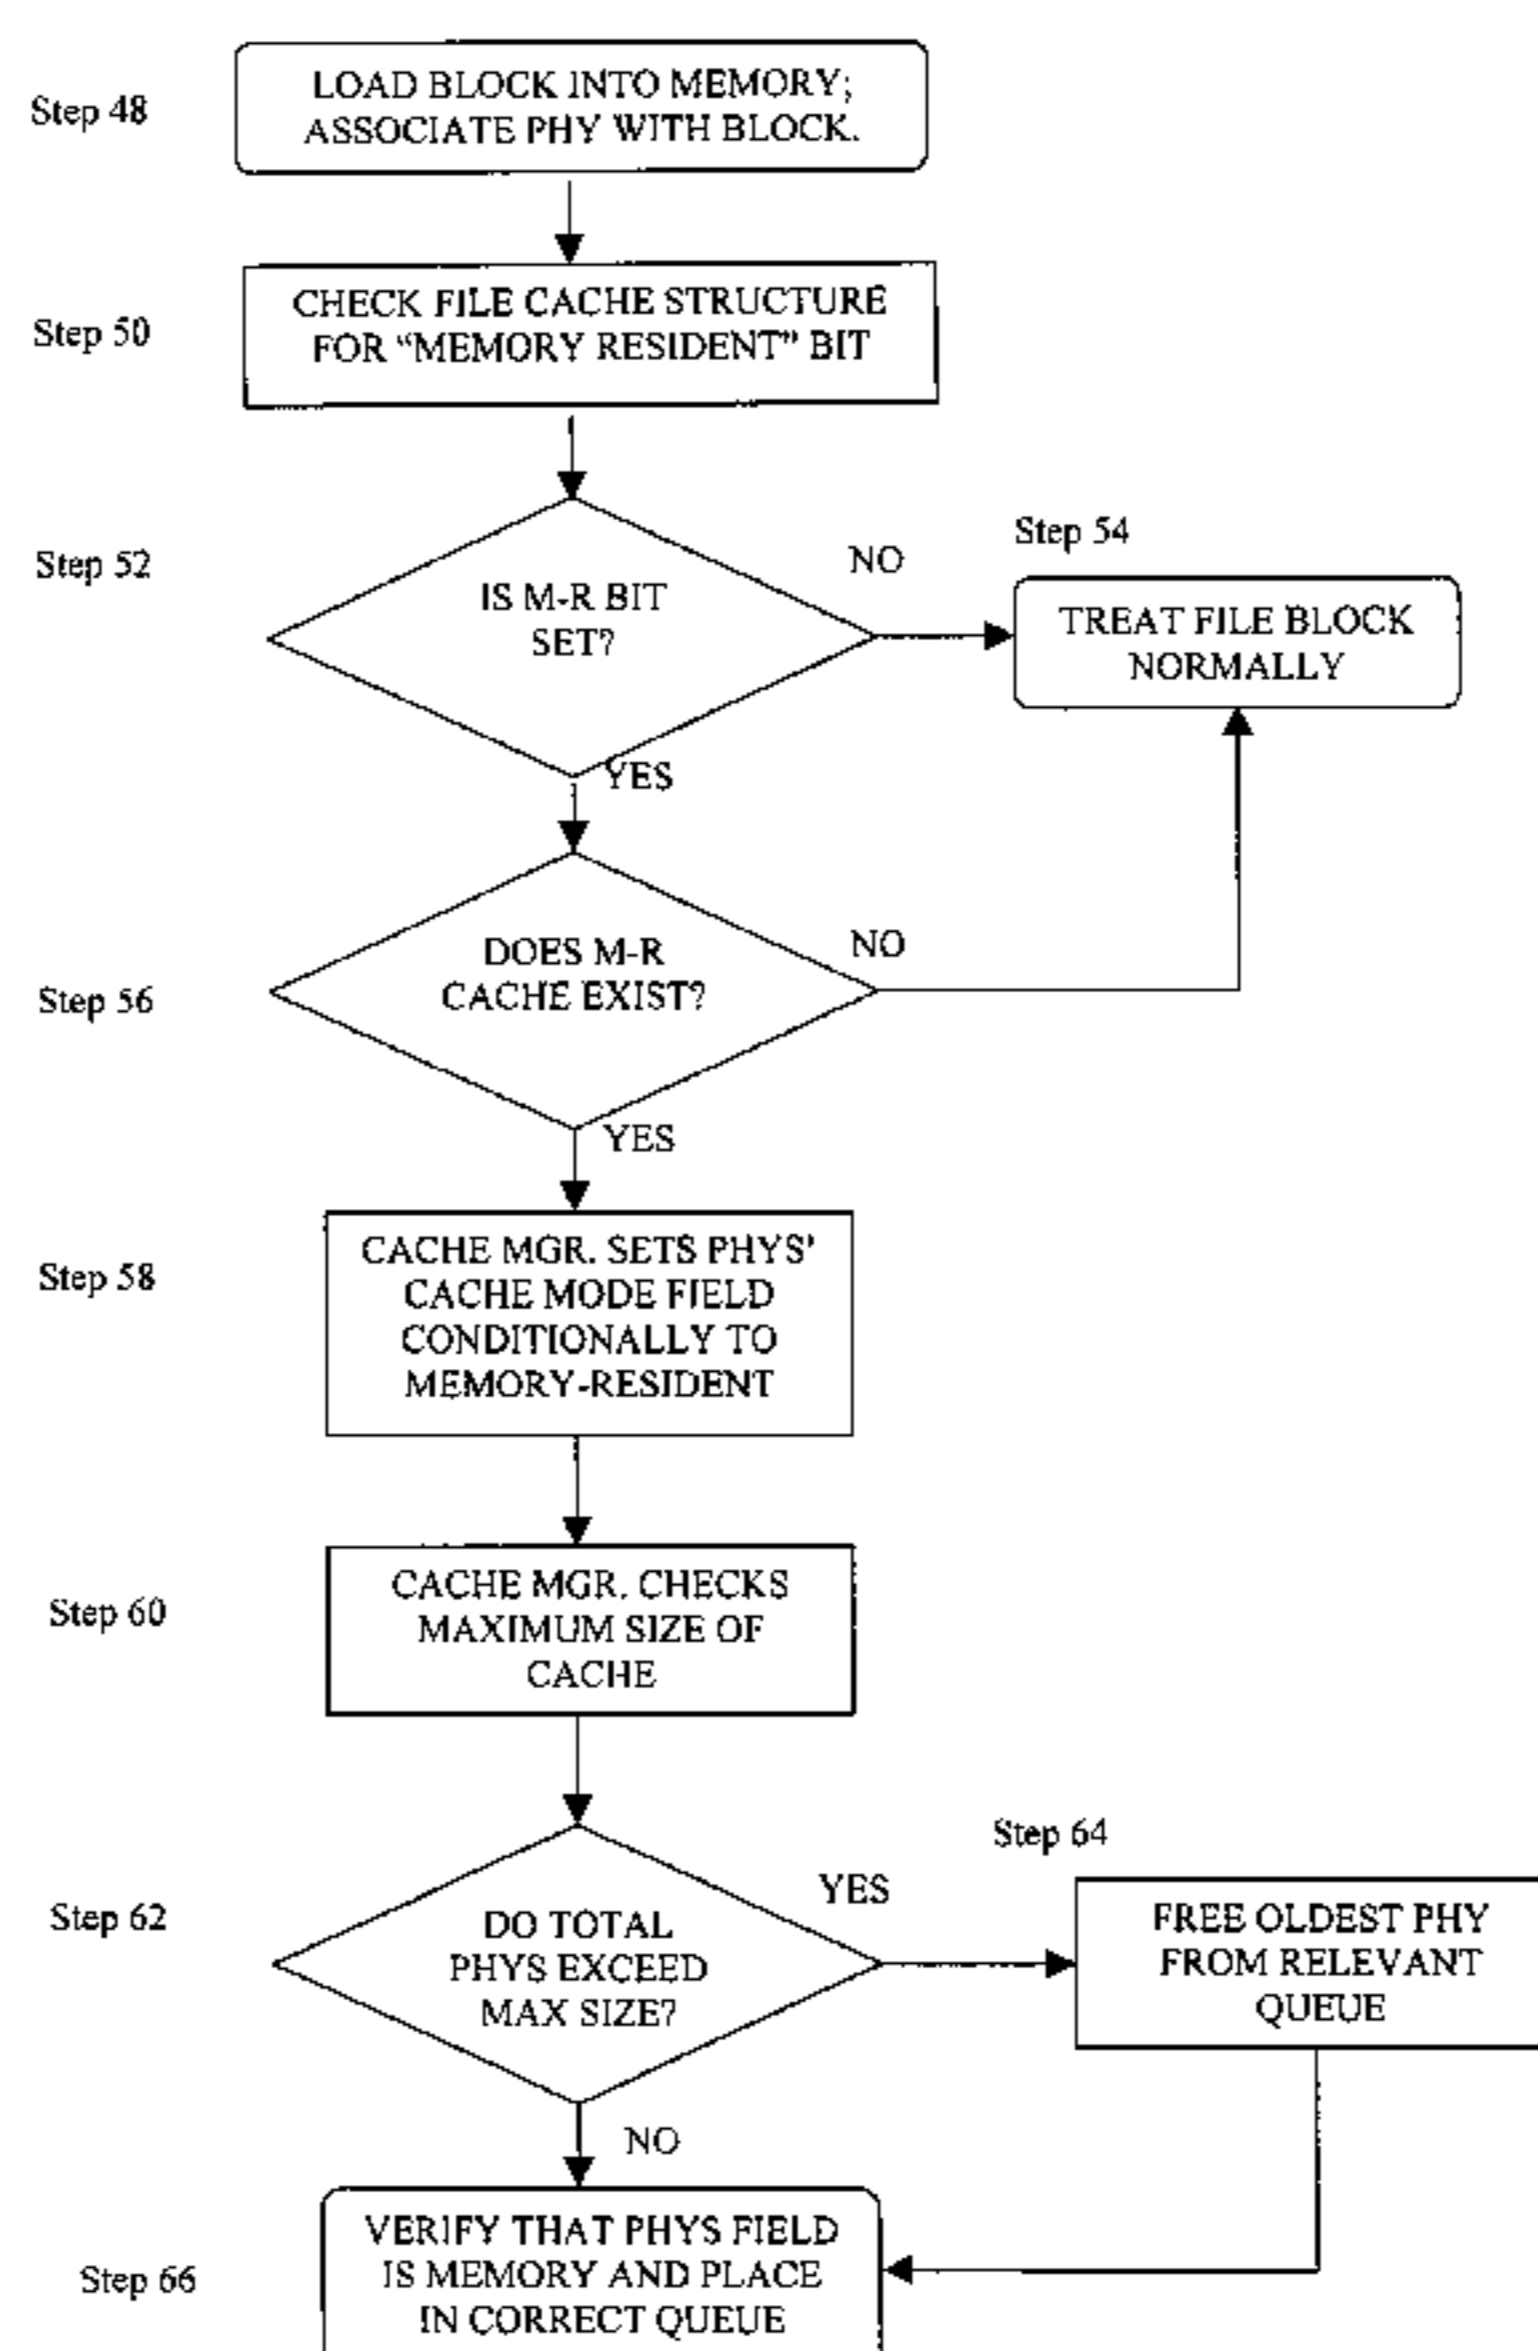 Step 48
LOAD BLOCK INTO MEMORY;
ASSOCIATE PHY WITH BLOCK.
Step 50
CHECK FILE CACHE STRUCTURE
FOR “MEMORY RESIDENT” BIT
Step 52
IS M-R BIT
SET?
NO
Step 54
TREAT FILE BLOCK
NORMALLY
YES
Step 56
DOES M-R
CACHE EXIST?
NO
YES
Step 58
CACHE MGR. SETS PHYS'
CACHE MODE FIELD
CONDITIONALLY TO
MEMORY-RESIDENT
Step 60
CACHE MGR. CHECKS
MAXIMUM SIZE OF
CACHE
Step 62
DO TOTAL
PHYS EXCEED
MAX SIZE?
YES
Step 64
FREE OLDEST PHY
FROM RELEVANT
QUEUE
NO
Step 66
VERIFY THAT PHYS FIELD
IS MEMORY AND PLACE
IN CORRECT QUEUE